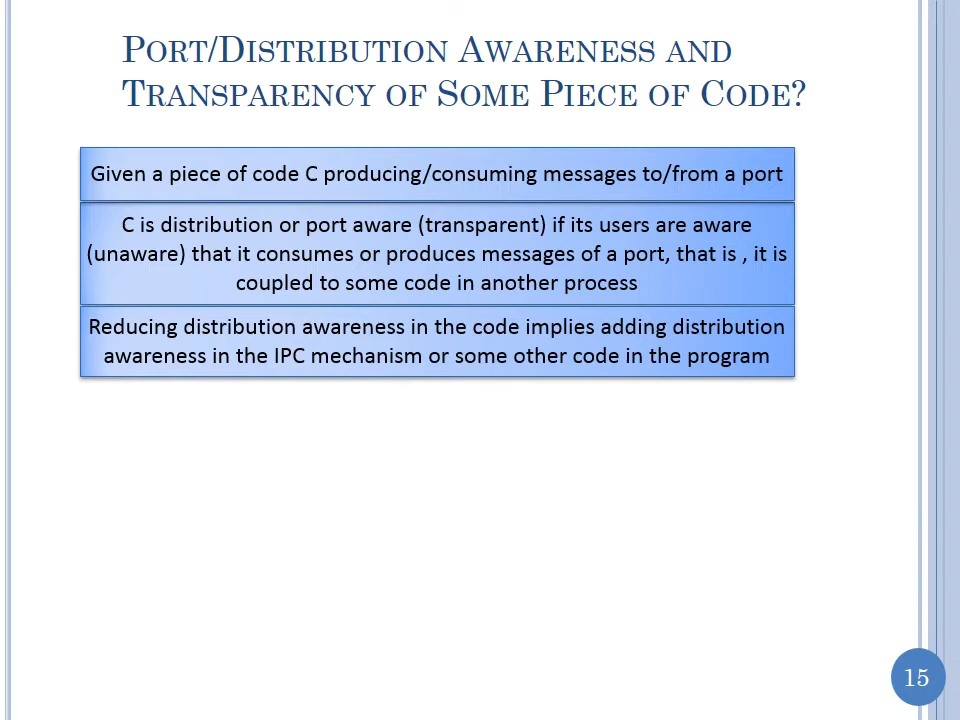 PORT/DISTRIBUTION AWARENESS AND
TRANSPARENCY OF SOME PIECE OF CODE?
Given a piece of code C producing/consuming messages to/from a port
C is distribution or port aware (transparent) if its users are aware
(unaware) that it consumes or produces messages of a port, that is , it is
coupled to some code in another process
Reducing distribution awareness in the code implies adding distribution
awareness in the IPC mechanism or some other code in the program
15